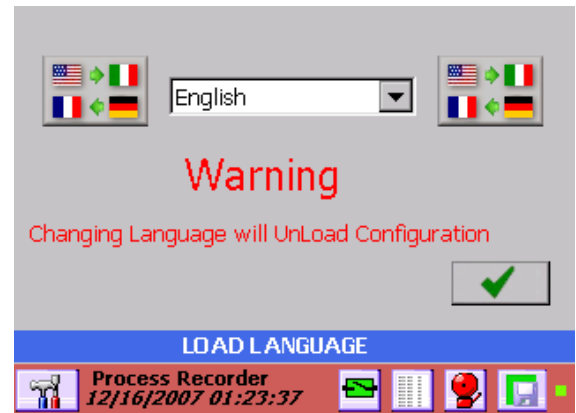 English
Warning
Changing Language will UnLoad Configuration
LOAD LANGUAGE
Process Recorder
12/16/2007 01:23:37